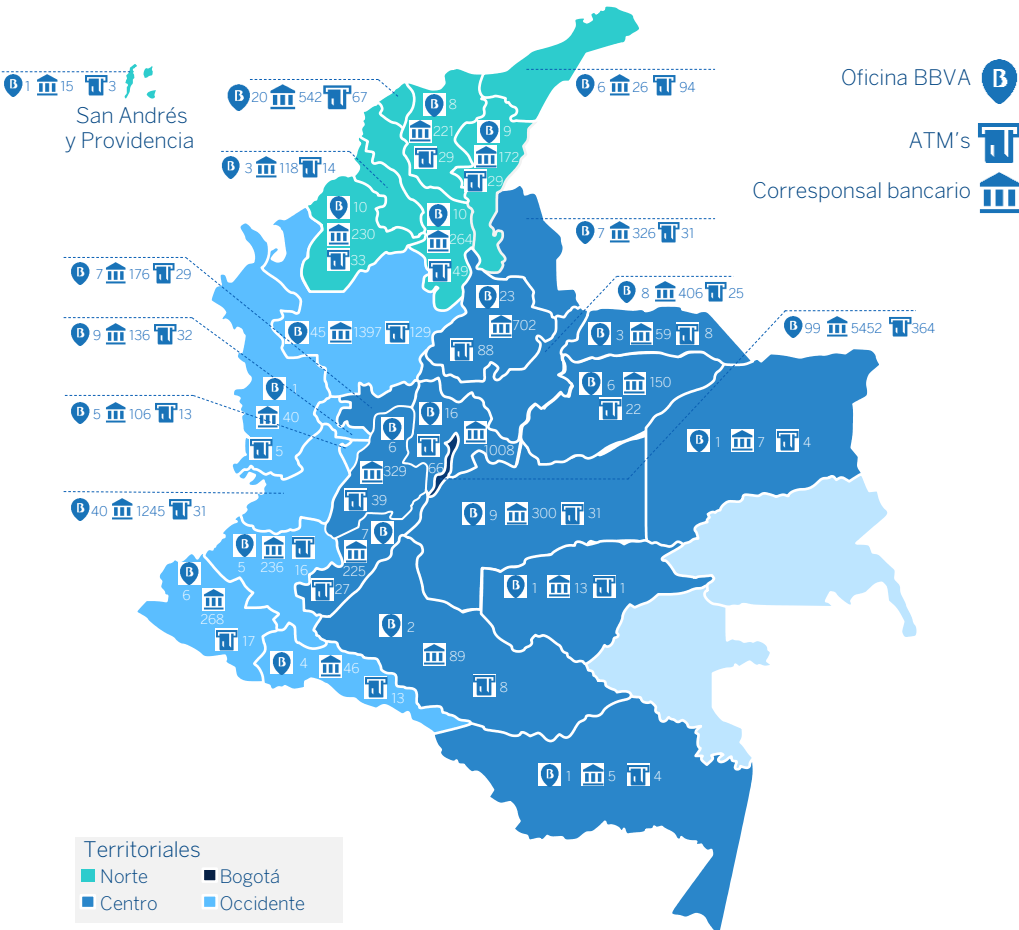 Oficina BBVA
ATM's
Corresponsal bancario
1 15 3
San Andrés
y Providencia
20 542 67
6 26 94
8
221
29
9
172
29
3 118 14
10
230
33
10
264
49
7 326 31
7 176 29
8 406 25
23
702
88
9 136 32
45 1397 129
3 59 8
99 5452 364
6 150
22
1
40
5
5 106 13
16
1008
66
6
329
39
1 7 4
40 1245 31
9 300 31
7
225
27
5 236 16
6
268
17
1 13 1
2
89
8
4 46 13
1 5 4
Territoriales
Norte Bogotá
Centro Occidente